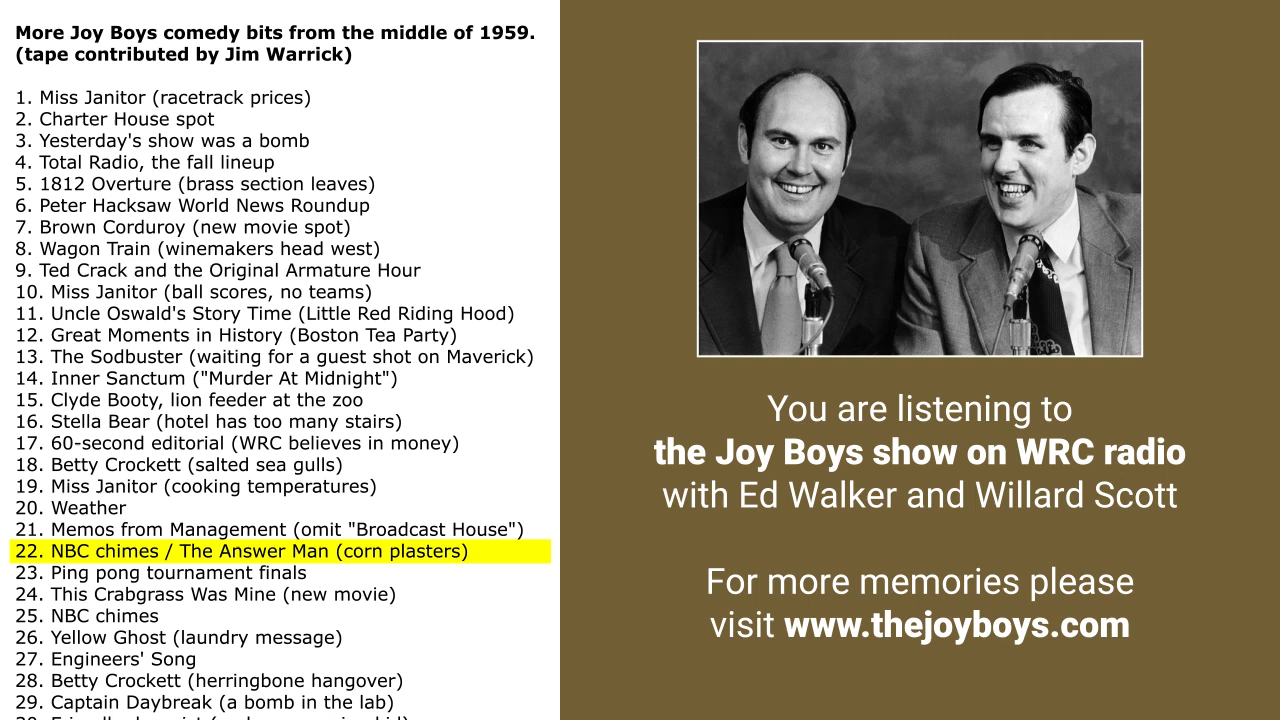 More Joy Boys comedy bits from the middle of 1959.
(tape contributed by Jim Warrick)
1. Miss Janitor (racetrack prices)
2. Charter House spot
3. Yesterday's show was a bomb
4. Total Radio, the fall lineup
5. 1812 Overture (brass section leaves)
6. Peter Hacksaw World News Roundup
7. Brown Corduroy (new movie spot)
8. Wagon Train (winemakers head west)
9. Ted Crack and the Original Armature Hour
10. Miss Janitor (ball scores, no teams)
11. Uncle Oswald's Story Time (Little Red Riding Hood)
12. Great Moments in History (Boston Tea Party)
13. The Sodbuster (waiting for a guest shot on Maverick)
14. Inner Sanctum ("Murder At Midnight")
15. Clyde Booty, lion feeder at the zoo
16. Stella Bear (hotel has too many stairs)
17. 60-second editorial (WRC believes in money)
18. Betty Crockett (salted sea gulls)
19. Miss Janitor (cooking temperatures)
20. Weather
21. Memos from Management (omit "Broadcast House")
22. NBC chimes / The Answer Man (corn plasters)
23. Ping pong tournament finals
24. This Crabgrass Was Mine (new movie)
25. NBC chimes
26. Yellow Ghost (laundry message)
27. Engineers' Song
28. Betty Crockett (herringbone hangover)
29. Captain Daybreak (a bomb in the lab)
You are listening to
the Joy Boys show on WRC radio
with Ed Walker and Willard Scott
For more memories please
visit www.thejoyboys.com